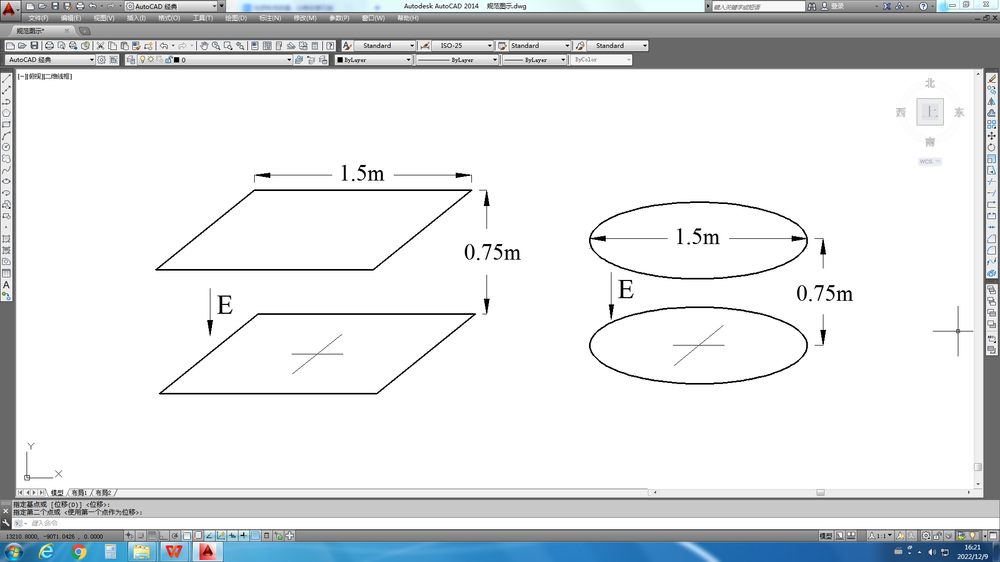 AutoCAD 经典
Autodesk AutoCAD 2014 规范图示.dwg
键入关键字或短语
登录
文件(F) 编辑(E) 视图(V) 插入(I) 格式(O) 工具(T) 绘图(D) 标注(N) 修改(M) 参数(P) 窗口(W) 帮助(H)
规范图示*
Standard ISO-25 Standard Standard
AutoCAD 经典 0 ByLayer ByLayer ByLayer ByColor
[-][俯视][二维线框]
北
西 上 东
南
WCS
1.5m
0.75m
E
1.5m
E
0.75m
Y
X
模型 布局1 布局2
指定基点或 [位移(D)] <位移>:
指定第二个点或 <使用第一个点作为位移>:
键入命令
13210.8000, -9071.0426 , 0.0000
模型 1:1
16:21
2022/12/9